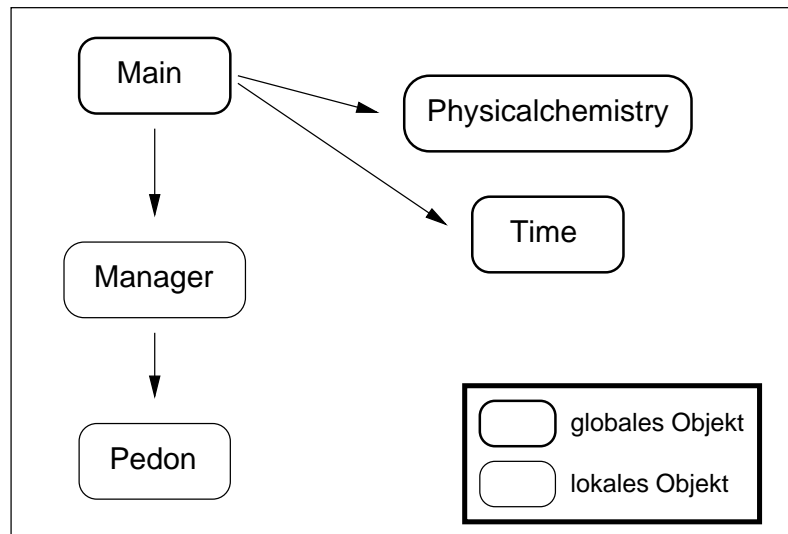 Main
Physicalchemistry
Time
Manager
Pedon
globales Objekt
lokales Objekt